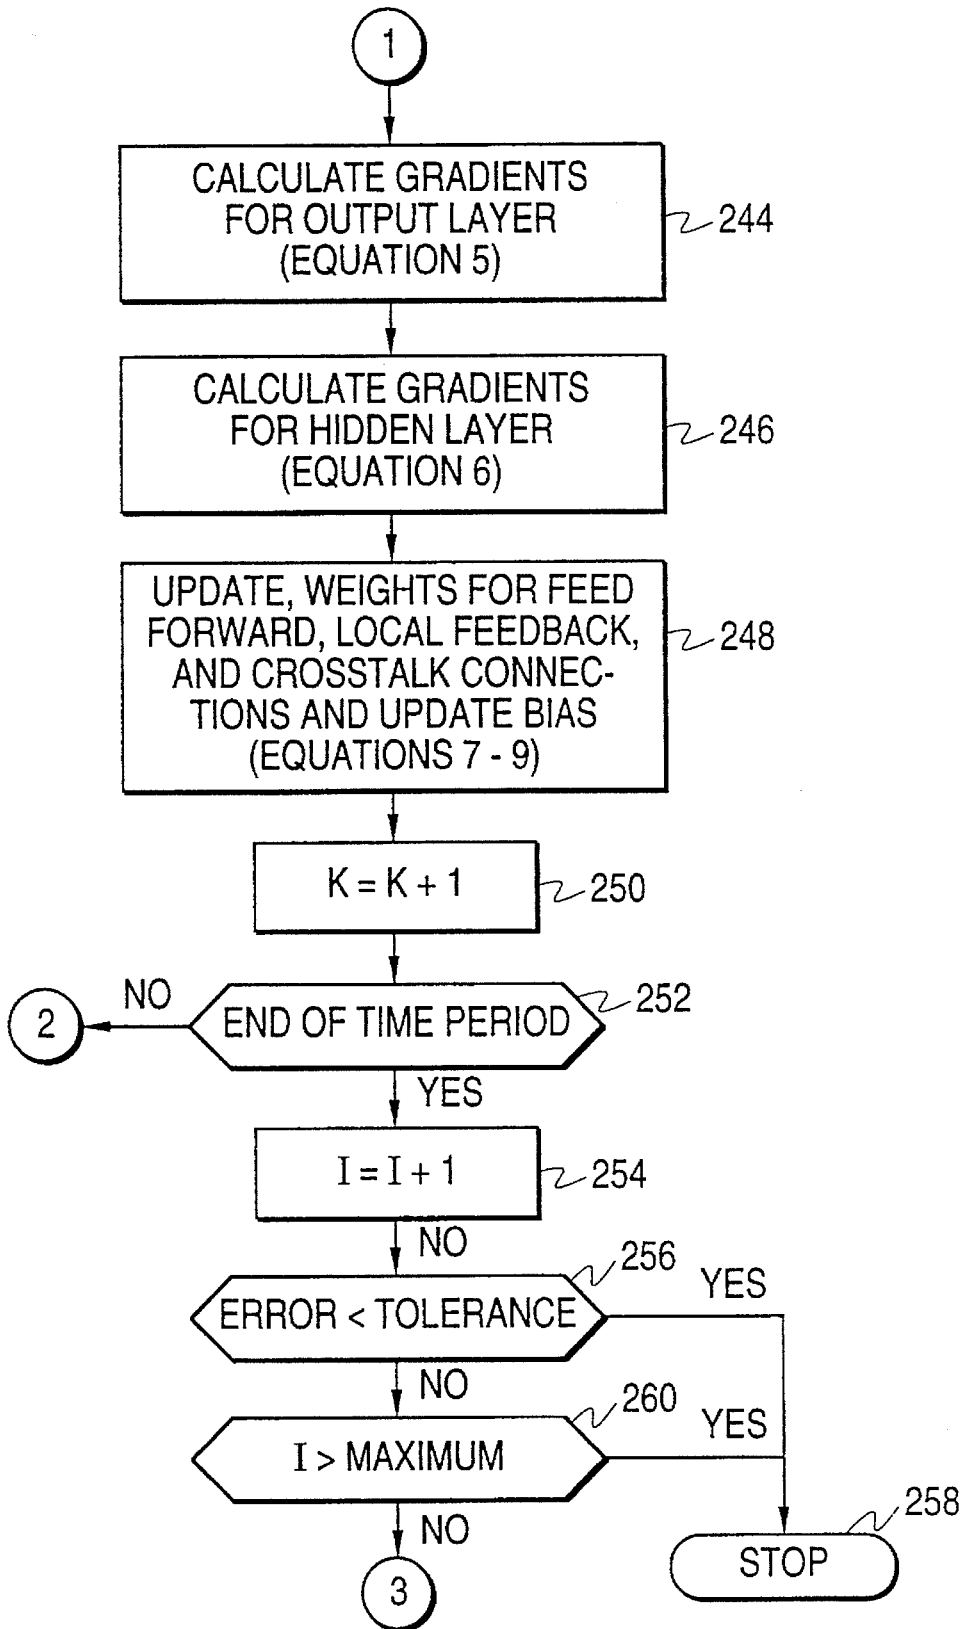 1
CALCULATE GRADIENTS
FOR OUTPUT LAYER
(EQUATION 5)
244
CALCULATE GRADIENTS
FOR HIDDEN LAYER
(EQUATION 6)
246
UPDATE, WEIGHTS FOR FEED
FORWARD, LOCAL FEEDBACK,
AND CROSSTALK CONNEC-
TIONS AND UPDATE BIAS
(EQUATIONS 7 - 9)
248
K = K + 1
250
NO
2
END OF TIME PERIOD
252
YES
I = I + 1
254
NO
ERROR < TOLERANCE
256
YES
NO
I > MAXIMUM
260
YES
NO
3
STOP
258